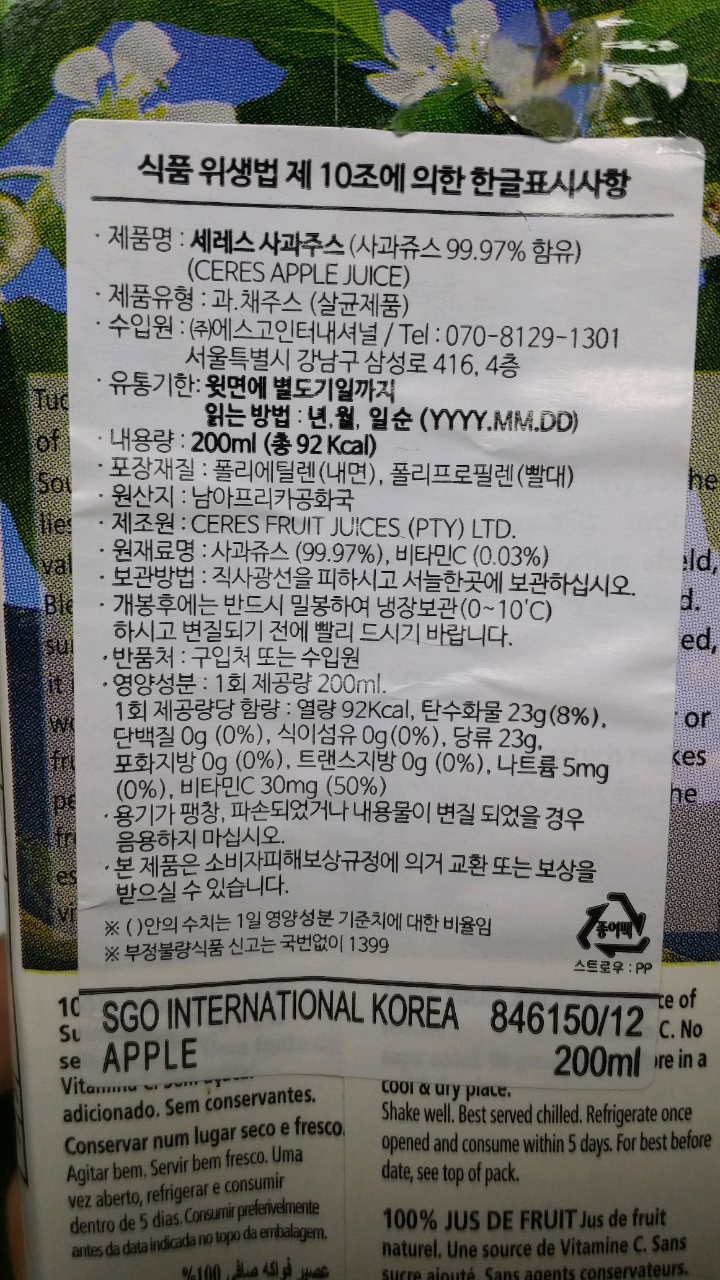 식품 위생법 제 10조에 의한 한글표시사항
· 제품명 : 세레스 사과주스 (사과쥬스 99.97% 함유)
(CERES APPLE JUICE)
· 제품유형 : 과.채주스 (살균제품)
· 수입원 : ㈜에스고인터내셔널 / Tel : 070-8129-1301
서울특별시 강남구 삼성로 416, 4층
· 유통기한: 윗면에 별도기일까지
읽는 방법 : 년,월, 일 순 (YYYY.MM.DD)
· 내용량 : 200ml (총 92 Kcal)
· 포장재질 : 폴리에틸렌(내면), 폴리프로필렌(빨대)
· 원산지 : 남아프리카공화국
· 제조원 : CERES FRUIT JUICES (PTY) LTD.
· 원재료명 : 사과쥬스 (99.97%), 비타민C (0.03%)
· 보관방법 : 직사광선을 피하시고 서늘한곳에 보관하십시오.
· 개봉후에는 반드시 밀봉하여 냉장보관(0~10℃)
하시고 변질되기 전에 빨리 드시기 바랍니다.
· 반품처 : 구입처 또는 수입원
· 영양성분 : 1회 제공량 200ml.
1회 제공량당 함량 : 열량 92Kcal, 탄수화물 23g(8%),
단백질 0g (0%), 식이섬유 0g(0%), 당류 23g,
포화지방 0g (0%), 트랜스지방 0g (0%), 나트륨 5mg
(0%), 비타민C 30mg (50%)
· 용기가 팽창, 파손되었거나 내용물이 변질 되었을 경우
음용하지 마십시오.
· 본 제품은 소비자피해보상규정에 의거 교환 또는 보상을
받으실 수 있습니다.
※ ( )안의 수치는 1일 영양성분 기준치에 대한 비율임
※ 부정불량식품 신고는 국번없이 1399
종이팩
스트로우 : PP
SGO INTERNATIONAL KOREA 846150/12
APPLE 200ml
adicionado. Sem conservantes.
Conservar num lugar seco e fresco.
Agitar bem. Servir bem fresco. Uma
vez aberto, refrigerar e consumir
dentro de 5 dias. Consumir preferivelmente
antes da data indicada no topo da embalagem.
cool & dry place.
Shake well. Best served chilled. Refrigerate once
opened and consume within 5 days. For best before
date, see top of pack.
100% JUS DE FRUIT Jus de fruit
naturel. Une source de Vitamine C. Sans
sucre ajouté. Sans agents conservateurs.